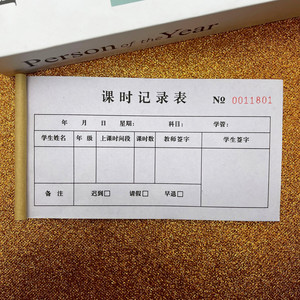 Person of the Year
课时记录表 № 0011801
年 月 日 星期： 科目： 学管：
学生姓名 年级 上课时间段 课时数 教师签字 学生签字
备注 迟到□ 请假□ 早退□